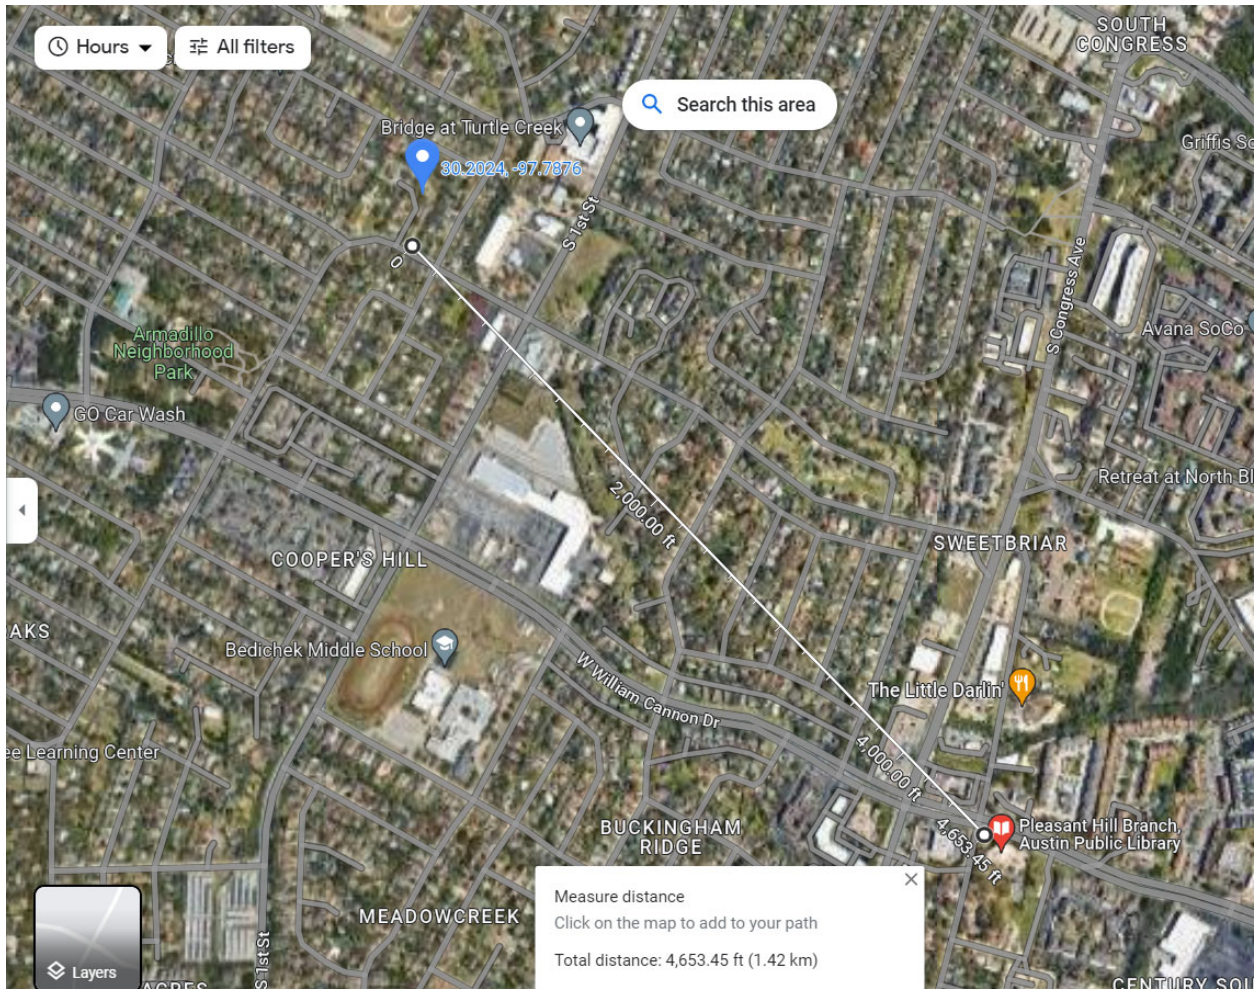 Hours
All filters
SOUTH
CONGRESS
Search this area
Bridge at Turtle Creek
30.2024, -97.7876
S 1st St
S Congress Ave
0
Armadillo
Neighborhood
Park
Avana SoCo
GO Car Wash
Retreat at North Bl
2,000.00 ft
SWEETBRIAR
COOPER'S HILL
AKS
Bedichek Middle School
W William Cannon Dr
The Little Darlin'
ee Learning Center
4,000.00 ft
BUCKINGHAM
RIDGE
4,653.45 ft
Pleasant Hill Branch,
Austin Public Library
MEADOWCREEK
S 1st St
Layers
Measure distance
Click on the map to add to your path
Total distance: 4,653.45 ft (1.42 km)